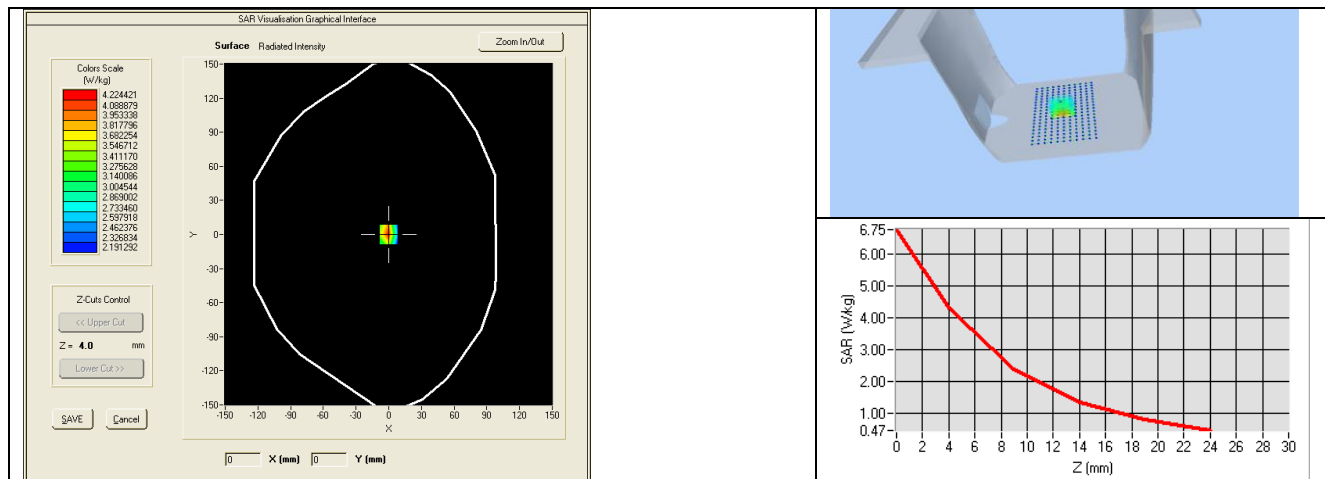 SAR Visualisation Graphical Interface
Surface Radiated Intensity
Zoom In/Out
Colors Scale
(W/kg)
4.224421
4.088879
3.953338
3.817796
3.682254
3.546712
3.411170
3.275628
3.140086
3.004544
2.869002
2.733460
2.597918
2.462376
2.326834
2.191292
Z-Cuts Control
<< Upper Cut
Z = 4.0 mm
Lower Cut >>
SAVE Cancel
150
120
90
60
30
0
-30
-60
-90
-120
-150
Y
-150 -120 -90 -60 -30 0 30 60 90 120 150
X
0 X (mm) 0 Y (mm)
6.75
6.00
5.00
4.00
3.00
2.00
1.00
0.47
SAR (W/kg)
0 2 4 6 8 10 12 14 16 18 20 22 24 26 28 30
Z (mm)